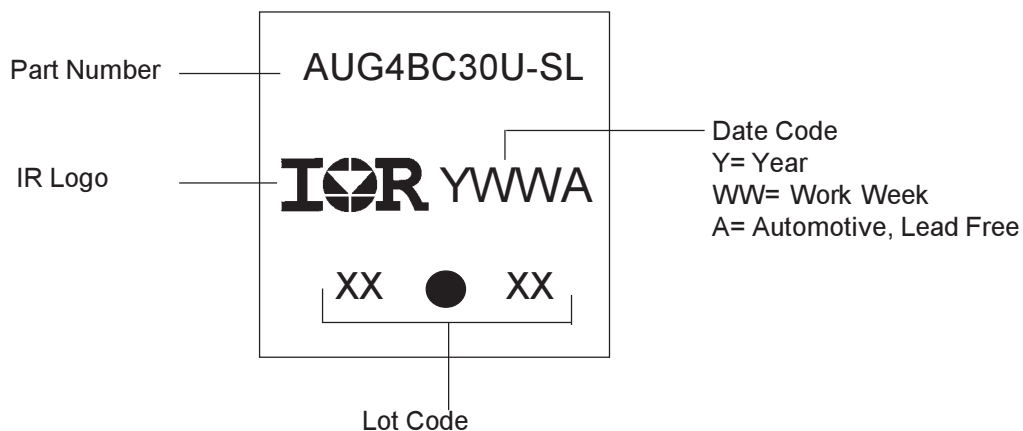 Part Number
AUG4BC30U-SL
IR Logo
IOR YWWA
Date Code
Y= Year
WW= Work Week
A= Automotive, Lead Free
XX ● XX
Lot Code